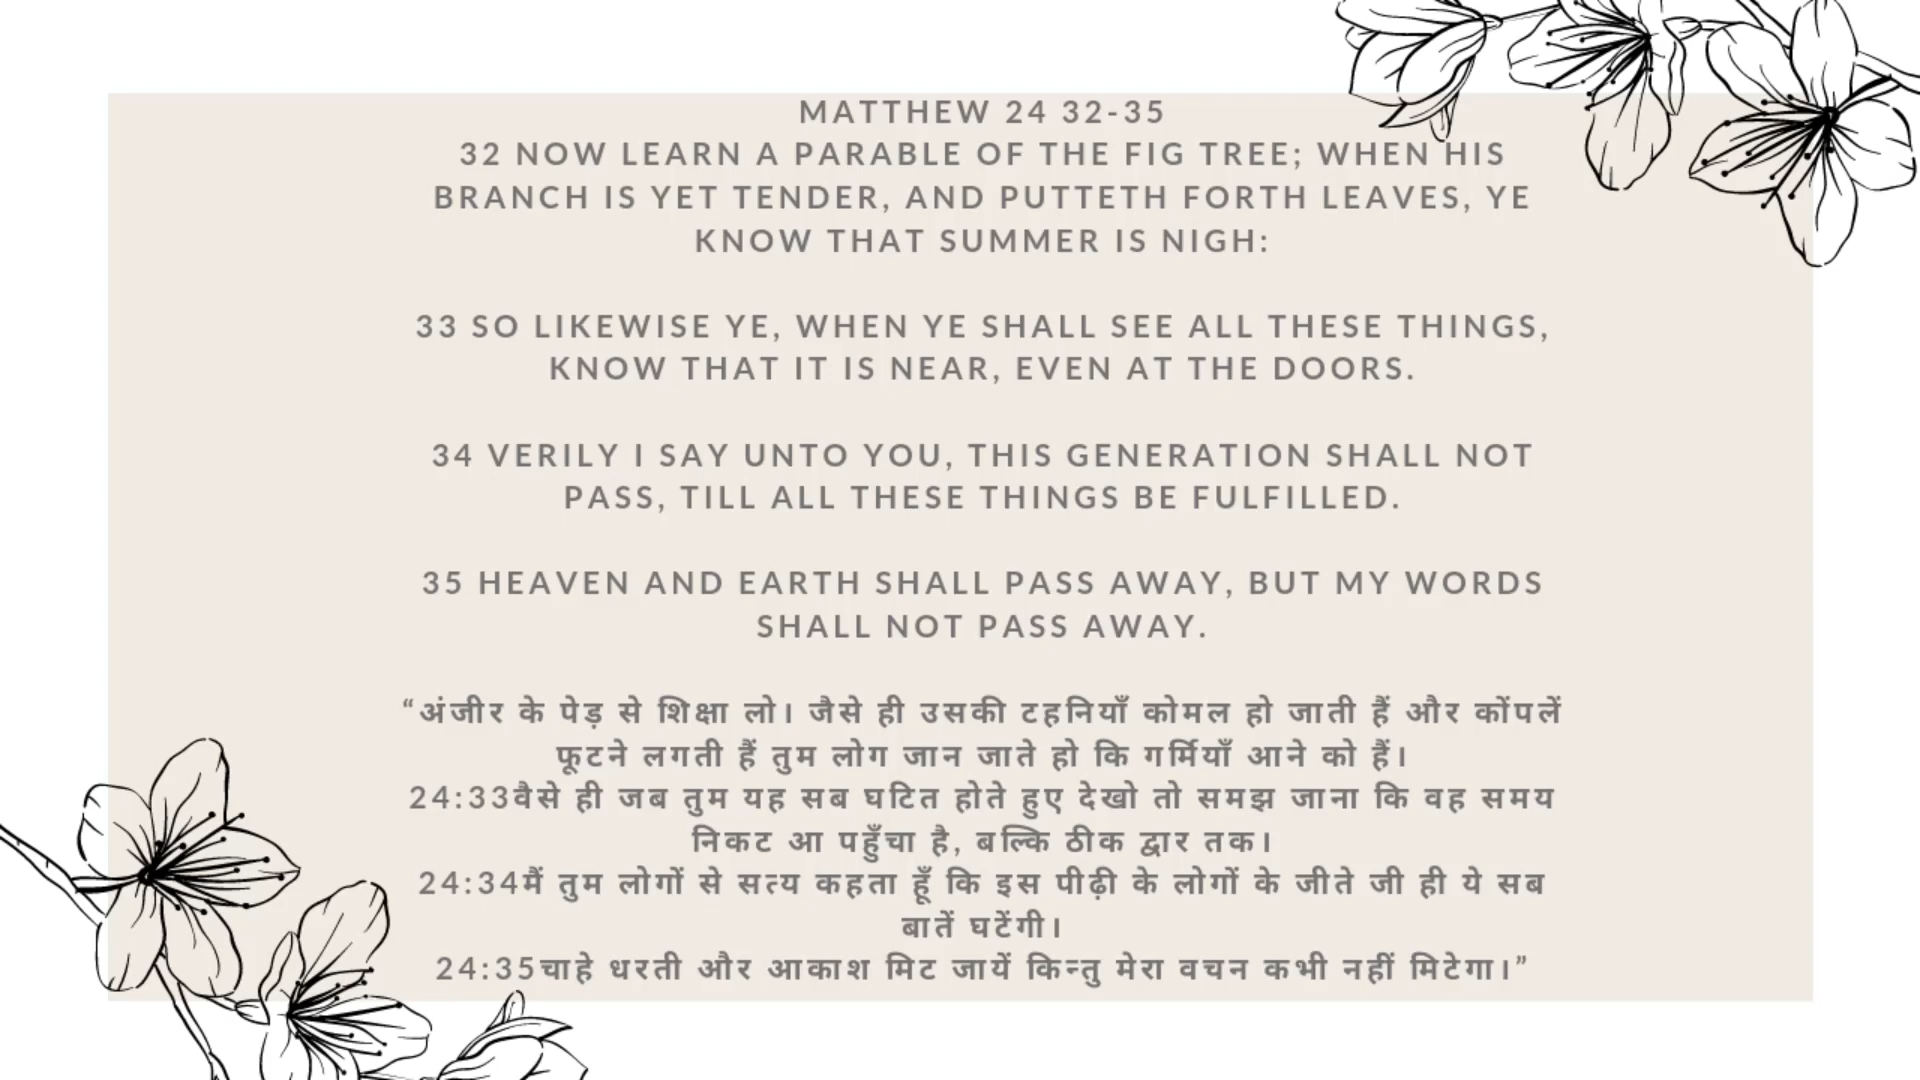 MATTHEW 24 32-35
32 NOW LEARN A PARABLE OF THE FIG TREE; WHEN HIS
BRANCH IS YET TENDER, AND PUTTETH FORTH LEAVES, YE
KNOW THAT SUMMER IS NIGH:
33 SO LIKEWISE YE, WHEN YE SHALL SEE ALL THESE THINGS,
KNOW THAT IT IS NEAR, EVEN AT THE DOORS.
34 VERILY I SAY UNTO YOU, THIS GENERATION SHALL NOT
PASS, TILL ALL THESE THINGS BE FULFILLED.
35 HEAVEN AND EARTH SHALL PASS AWAY, BUT MY WORDS
SHALL NOT PASS AWAY.
“अंजीर के पेड़ से शिक्षा लो। जैसे ही उसकी टहनियाँ कोमल हो जाती हैं और कोंपलें
फूटने लगती हैं तुम लोग जान जाते हो कि गर्मियाँ आने को हैं।
24:33वैसे ही जब तुम यह सब घटित होते हुए देखो तो समझ जाना कि वह समय
निकट आ पहुँचा है, बल्कि ठीक द्वार तक।
24:34मैं तुम लोगों से सत्य कहता हूँ कि इस पीढ़ी के लोगों के जीते जी ही ये सब
बातें घटेंगी।
24:35चाहे धरती और आकाश मिट जायें किन्तु मेरा वचन कभी नहीं मिटेगा।”